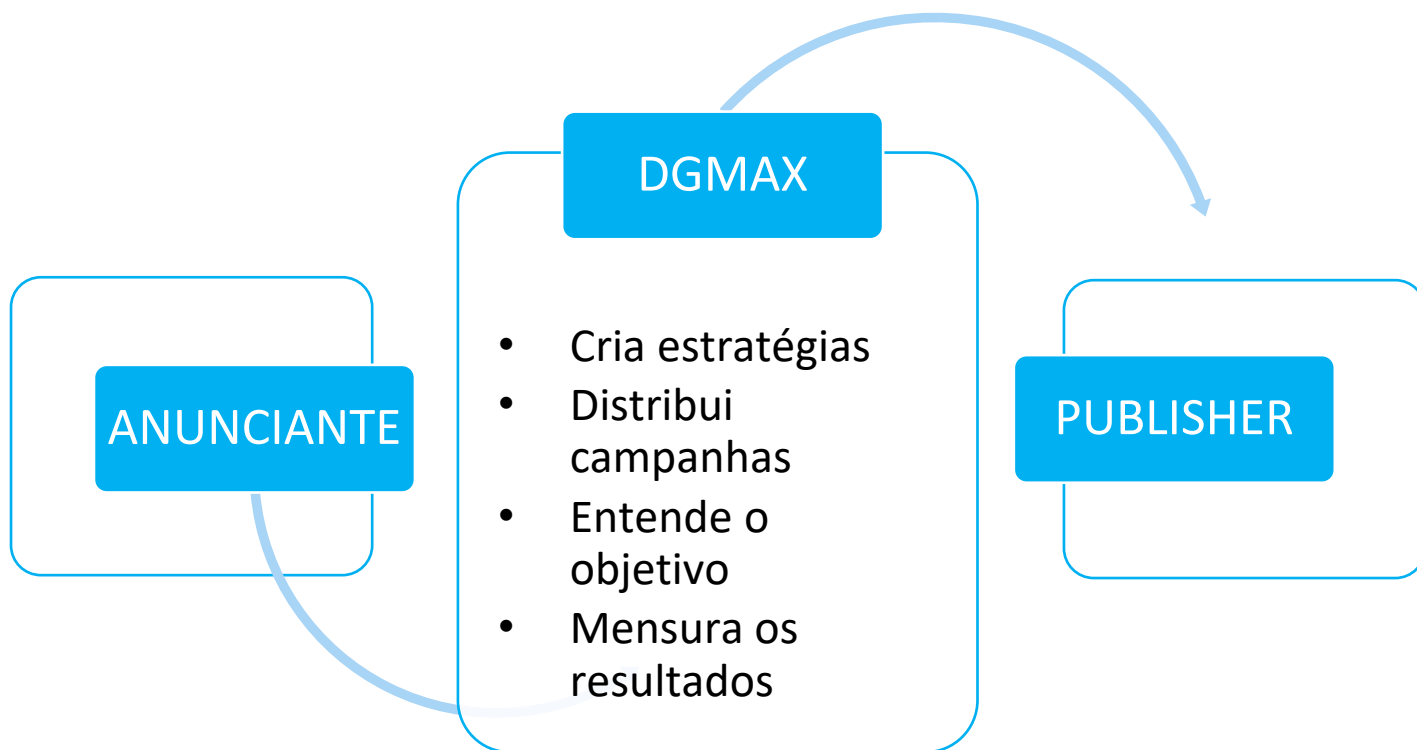 DGMAX
ANUNCIANTE
• Cria estratégias
• Distribui
campanhas
• Entende o
objetivo
• Mensura os
resultados
PUBLISHER